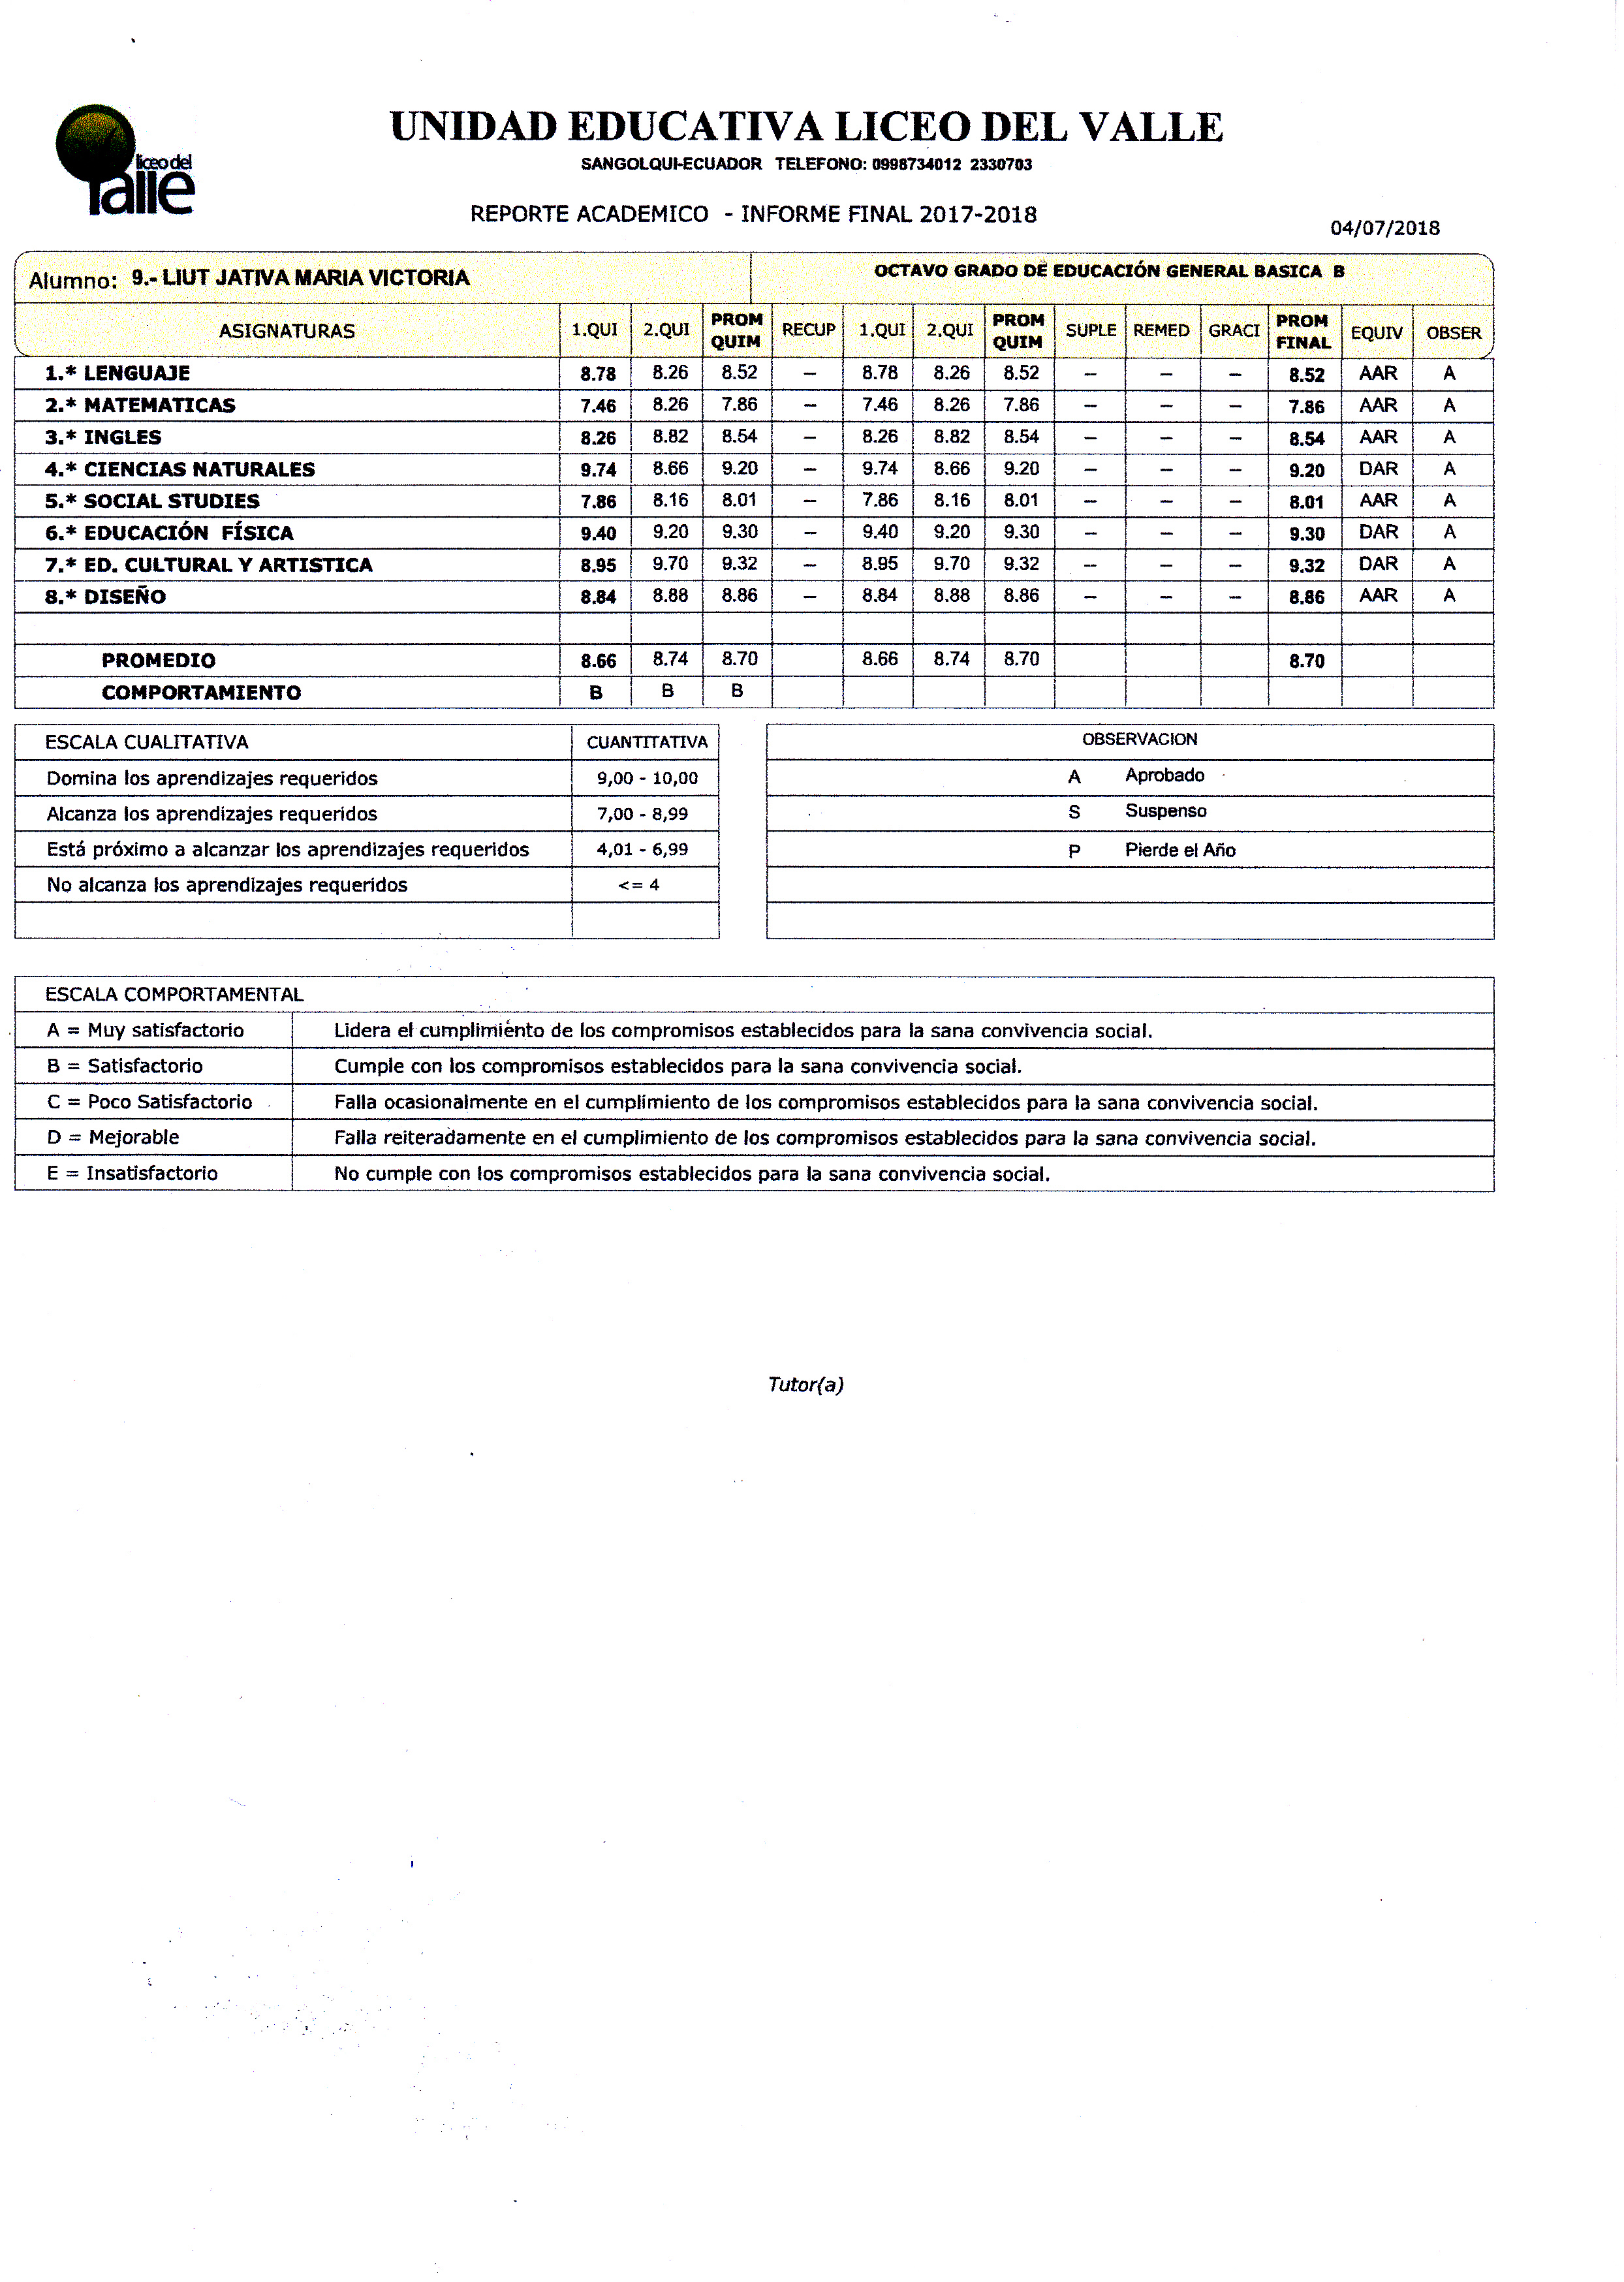 liceo del
Valle
UNIDAD EDUCATIVA LICEO DEL VALLE
SANGOLQUI-ECUADOR TELEFONO: 0998734012 2330703
REPORTE ACADEMICO - INFORME FINAL 2017-2018
04/07/2018
Alumno: 9.- LIUT JATIVA MARIA VICTORIA OCTAVO GRADO DE EDUCACIÓN GENERAL BASICA B
ASIGNATURAS 1.QUI 2.QUI PROM QUIM RECUP 1.QUI 2.QUI PROM QUIM SUPLE REMED GRACI PROM FINAL EQUIV OBSER
1.* LENGUAJE 8.78 8.26 8.52 — 8.78 8.26 8.52 — — — 8.52 AAR A
2.* MATEMATICAS 7.46 8.26 7.86 — 7.46 8.26 7.86 — — — 7.86 AAR A
3.* INGLES 8.26 8.82 8.54 — 8.26 8.82 8.54 — — — 8.54 AAR A
4.* CIENCIAS NATURALES 9.74 8.66 9.20 — 9.74 8.66 9.20 — — — 9.20 DAR A
5.* SOCIAL STUDIES 7.86 8.16 8.01 — 7.86 8.16 8.01 — — — 8.01 AAR A
6.* EDUCACIÓN FÍSICA 9.40 9.20 9.30 — 9.40 9.20 9.30 — — — 9.30 DAR A
7.* ED. CULTURAL Y ARTISTICA 8.95 9.70 9.32 — 8.95 9.70 9.32 — — — 9.32 DAR A
8.* DISEÑO 8.84 8.88 8.86 — 8.84 8.88 8.86 — — — 8.86 AAR A
PROMEDIO 8.66 8.74 8.70 8.66 8.74 8.70 8.70
COMPORTAMIENTO B B B
ESCALA CUALITATIVA CUANTITATIVA
Domina los aprendizajes requeridos 9,00 - 10,00
Alcanza los aprendizajes requeridos 7,00 - 8,99
Está próximo a alcanzar los aprendizajes requeridos 4,01 - 6,99
No alcanza los aprendizajes requeridos <= 4
OBSERVACION
A Aprobado
S Suspenso
P Pierde el Año
ESCALA COMPORTAMENTAL
A = Muy satisfactorio Lidera el cumplimiento de los compromisos establecidos para la sana convivencia social.
B = Satisfactorio Cumple con los compromisos establecidos para la sana convivencia social.
C = Poco Satisfactorio Falla ocasionalmente en el cumplimiento de los compromisos establecidos para la sana convivencia social.
D = Mejorable Falla reiteradamente en el cumplimiento de los compromisos establecidos para la sana convivencia social.
E = Insatisfactorio No cumple con los compromisos establecidos para la sana convivencia social.
Tutor(a)